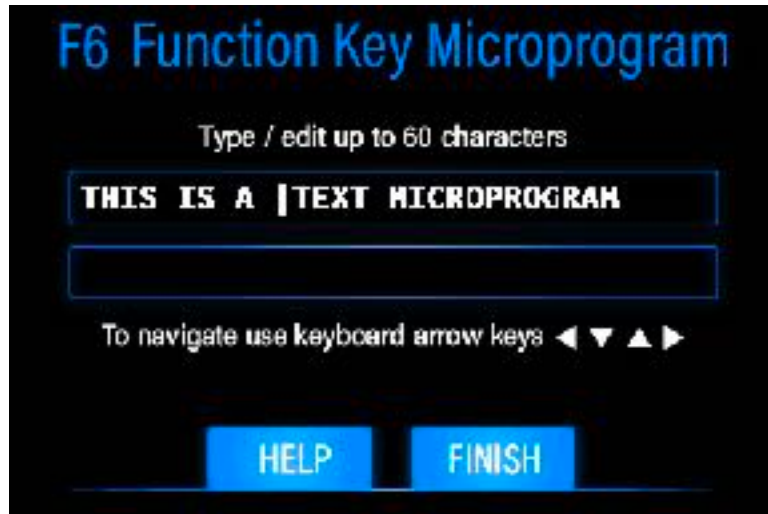 F6 Function Key Microprogram
Type / edit up to 60 characters
THIS IS A |TEXT MICROPROGRAM
To navigate use keyboard arrow keys ◀ ▼ ▲ ▶
HELP FINISH